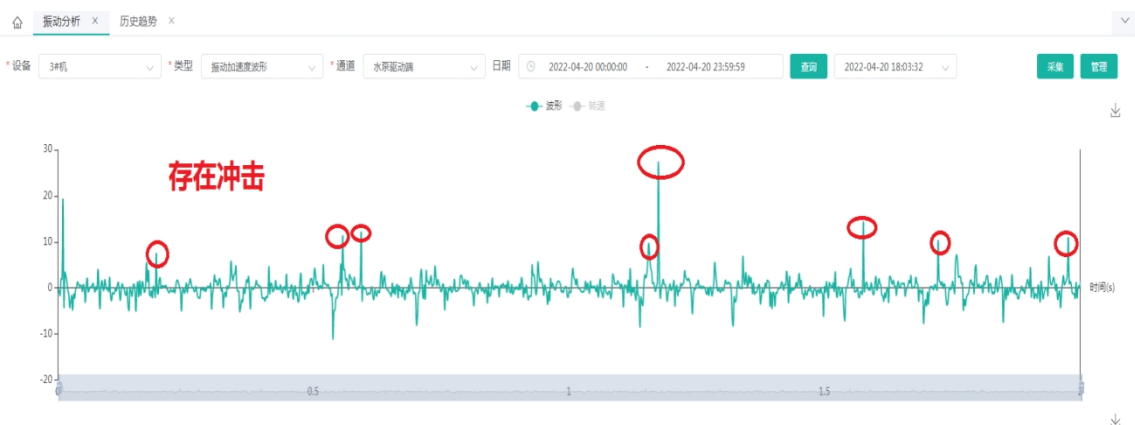 振动分析 × 历史趋势 ×
* 设备 3#机 * 类型 振动加速度波形 * 通道 水泵驱动端 日期 2022-04-20 00:00:00 - 2022-04-20 23:59:59 查询 2022-04-20 18:03:32 采集 管理
波形 转速
存在冲击
30
20
10
0
时间(s)
-10
-20
0 0.5 1 1.5 2